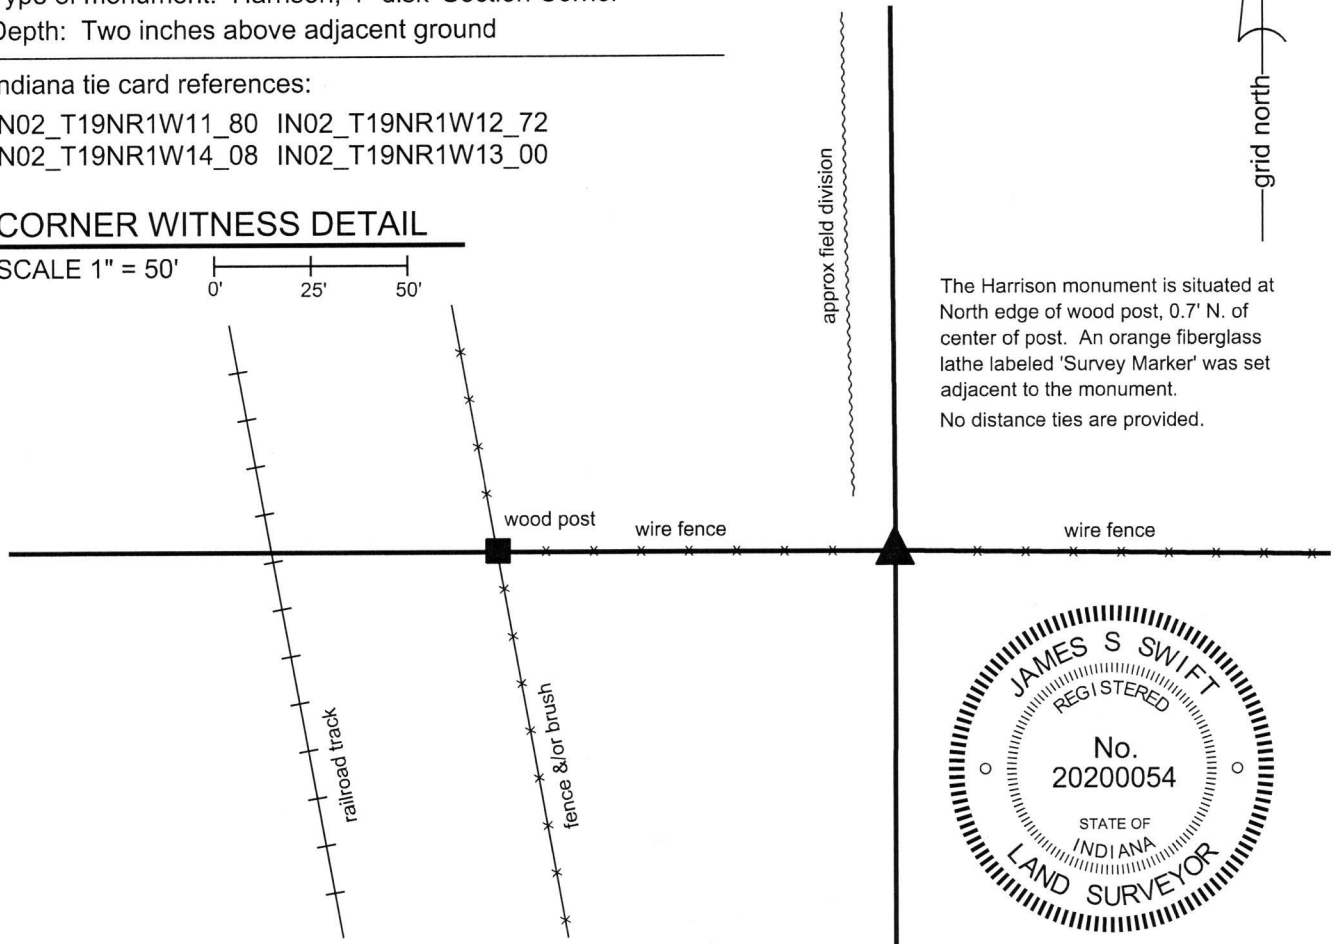 Depth: Two inches above adjacent ground
ndiana tie card references:
N02_T19NR1W11_80 IN02_T19NR1W12_72
N02_T19NR1W14_08 IN02_T19NR1W13_00
CORNER WITNESS DETAIL
SCALE 1" = 50'
0' 25' 50'
approx field division
grid north
The Harrison monument is situated at
North edge of wood post, 0.7' N. of
center of post. An orange fiberglass
lathe labeled 'Survey Marker' was set
adjacent to the monument.
No distance ties are provided.
wood post
wire fence
wire fence
railroad track
fence &/or brush
JAMES S SWIFT
REGISTERED
No.
20200054
STATE OF
INDIANA
LAND SURVEYOR